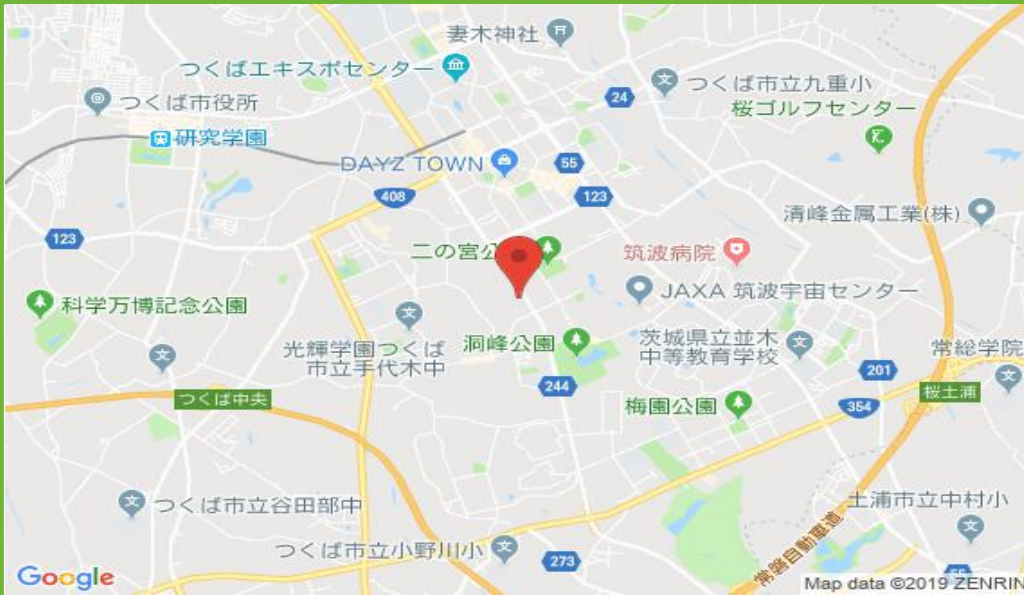 妻木神社
つくばエキスポセンター
つくば市役所
24
つくば市立九重小
桜ゴルフセンター
研究学園
DAYZ TOWN
55
408
123
清峰金属工業(株)
123
二の宮公
筑波病院
科学万博記念公園
JAXA 筑波宇宙センター
光輝学園つくば
市立手代木中
洞峰公園
茨城県立並木
中等教育学校
常総学院
244
201
つくば中央
梅園公園
354
桜土浦
つくば市立谷田部中
土浦市立中村小
つくば市立小野川小
273
常磐自動車道
55
Google
Map data ©2019 ZENRIN